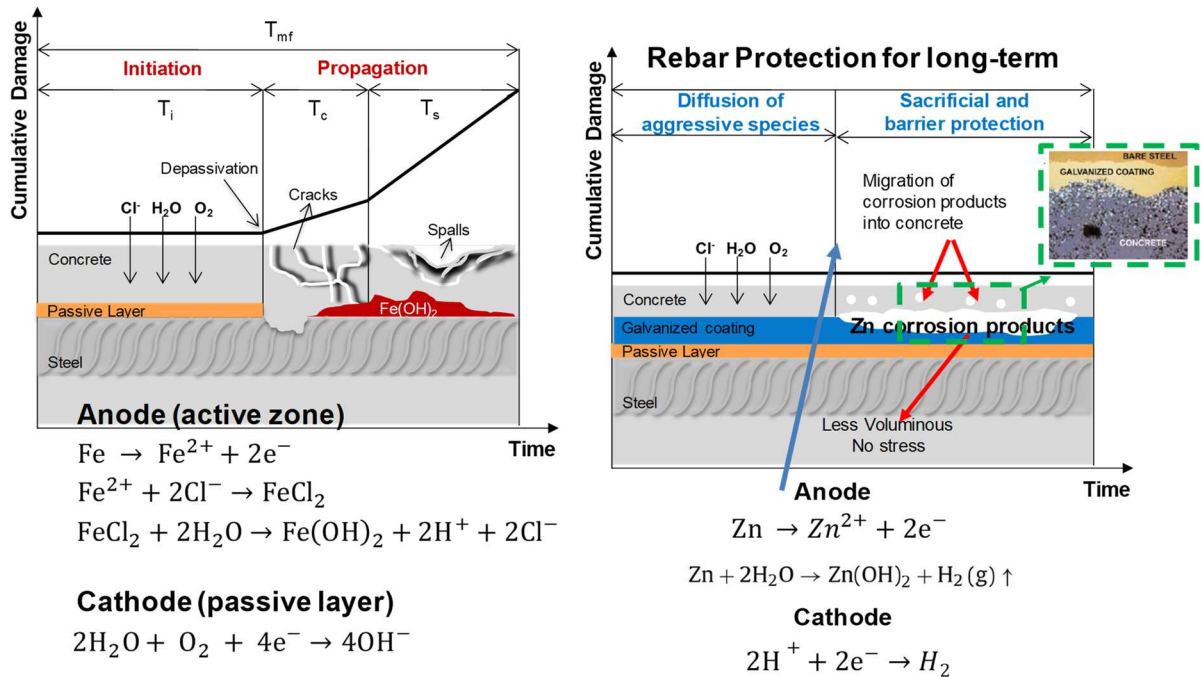 Cumulative Damage
T_mf
Initiation
Propagation
T_i
T_c
T_s
Depassivation
Cracks
Spalls
Cl⁻ H₂O O₂
Concrete
Passive Layer
Fe(OH)₂
Steel
Time
Anode (active zone)
Fe → Fe²⁺ + 2e⁻
Fe²⁺ + 2Cl⁻ → FeCl₂
FeCl₂ + 2H₂O → Fe(OH)₂ + 2H⁺ + 2Cl⁻
Cathode (passive layer)
2H₂O + O₂ + 4e⁻ → 4OH⁻
Rebar Protection for long-term
Cumulative Damage
Diffusion of
aggressive species
Sacrificial and
barrier protection
BARE STEEL
GALVANIZED COATING
CONCRETE
Migration of
corrosion products
into concrete
Cl⁻ H₂O O₂
Concrete
Galvanized coating
Zn corrosion products
Passive Layer
Steel
Less Voluminous
No stress
Time
Anode
Zn → Zn²⁺ + 2e⁻
Zn + 2H₂O → Zn(OH)₂ + H₂ (g) ↑
Cathode
2H⁺ + 2e⁻ → H₂